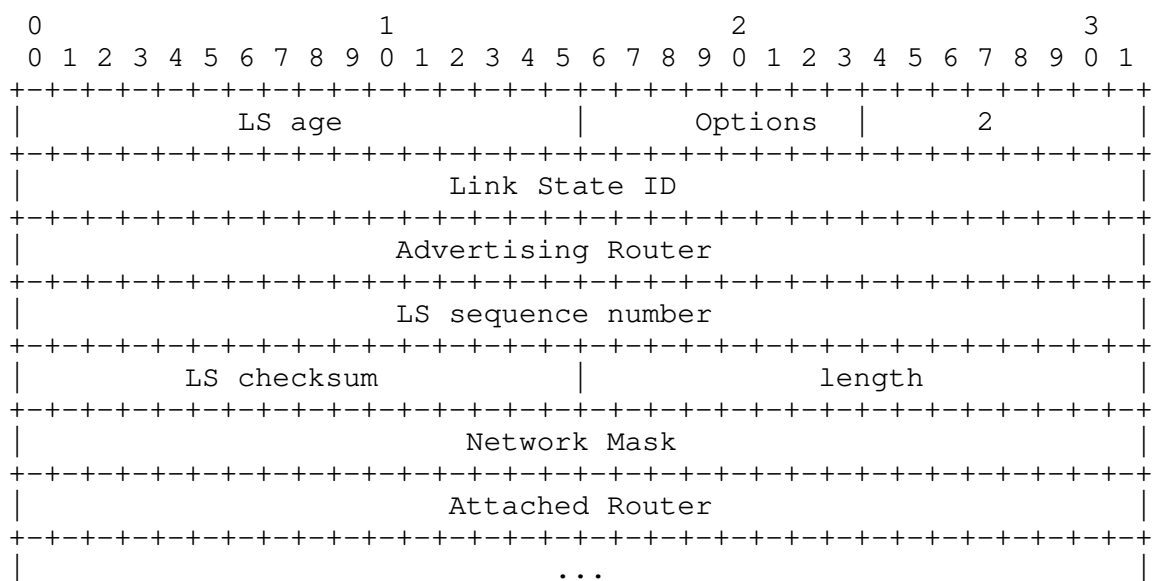 0                   1                   2                   3
 0 1 2 3 4 5 6 7 8 9 0 1 2 3 4 5 6 7 8 9 0 1 2 3 4 5 6 7 8 9 0 1
+-+-+-+-+-+-+-+-+-+-+-+-+-+-+-+-+-+-+-+-+-+-+-+-+-+-+-+-+-+-+-+-+
|            LS age              |      Options  |      2        |
+-+-+-+-+-+-+-+-+-+-+-+-+-+-+-+-+-+-+-+-+-+-+-+-+-+-+-+-+-+-+-+-+
|                        Link State ID                          |
+-+-+-+-+-+-+-+-+-+-+-+-+-+-+-+-+-+-+-+-+-+-+-+-+-+-+-+-+-+-+-+-+
|                     Advertising Router                        |
+-+-+-+-+-+-+-+-+-+-+-+-+-+-+-+-+-+-+-+-+-+-+-+-+-+-+-+-+-+-+-+-+
|                     LS sequence number                        |
+-+-+-+-+-+-+-+-+-+-+-+-+-+-+-+-+-+-+-+-+-+-+-+-+-+-+-+-+-+-+-+-+
|         LS checksum           |             length            |
+-+-+-+-+-+-+-+-+-+-+-+-+-+-+-+-+-+-+-+-+-+-+-+-+-+-+-+-+-+-+-+-+
|                         Network Mask                          |
+-+-+-+-+-+-+-+-+-+-+-+-+-+-+-+-+-+-+-+-+-+-+-+-+-+-+-+-+-+-+-+-+
|                        Attached Router                        |
+-+-+-+-+-+-+-+-+-+-+-+-+-+-+-+-+-+-+-+-+-+-+-+-+-+-+-+-+-+-+-+-+
|                              ...                              |